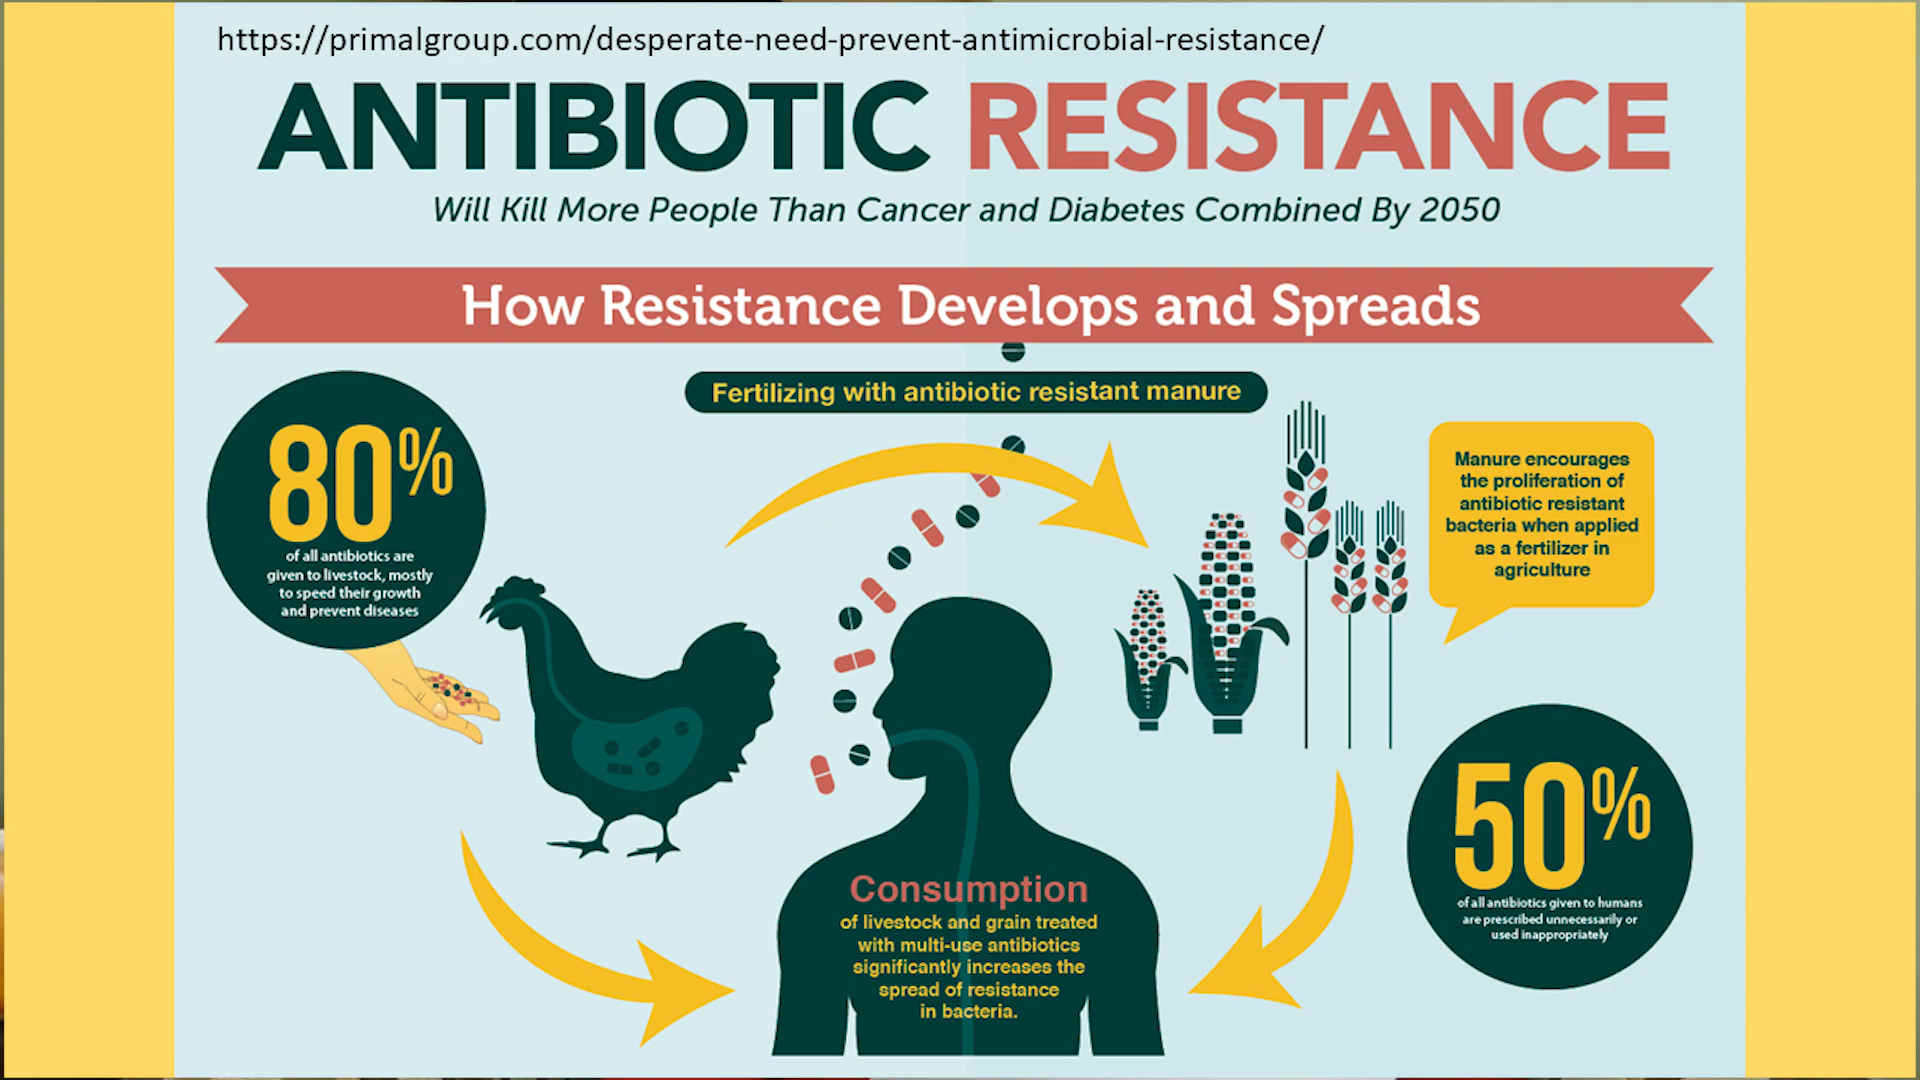 https://primalgroup.com/desperate-need-prevent-antimicrobial-resistance/
ANTIBIOTIC RESISTANCE
Will Kill More People Than Cancer and Diabetes Combined By 2050
How Resistance Develops and Spreads
Fertilizing with antibiotic resistant manure
80%
of all antibiotics are
given to livestock, mostly
to speed their growth
and prevent diseases
Manure encourages
the proliferation of
antibiotic resistant
bacteria when applied
as a fertilizer in
agriculture
50%
of all antibiotics given to humans
are prescribed unnecessarily or
used inappropriately
Consumption
of livestock and grain treated
with multi-use antibiotics
significantly increases the
spread of resistance
in bacteria.